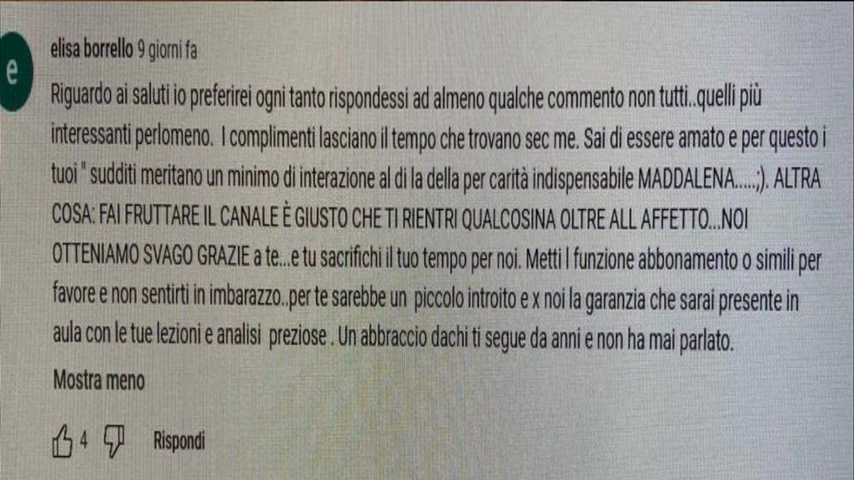 e
elisa borrello 9 giorni fa
Riguardo ai saluti io preferirei ogni tanto rispondessi ad almeno qualche commento non tutti..quelli più
interessanti perlomeno. I complimenti lasciano il tempo che trovano sec me. Sai di essere amato e per questo i
tuoi " sudditi meritano un minimo di interazione al di la della per carità indispensabile MADDALENA.....;). ALTRA
COSA: FAI FRUTTARE IL CANALE È GIUSTO CHE TI RIENTRI QUALCOSINA OLTRE ALL AFFETTO...NOI
OTTENIAMO SVAGO GRAZIE a te...e tu sacrifichi il tuo tempo per noi. Metti l funzione abbonamento o simili per
favore e non sentirti in imbarazzo..per te sarebbe un piccolo introito e x noi la garanzia che sarai presente in
aula con le tue lezioni e analisi preziose . Un abbraccio dachi ti segue da anni e non ha mai parlato.
Mostra meno
4 Rispondi